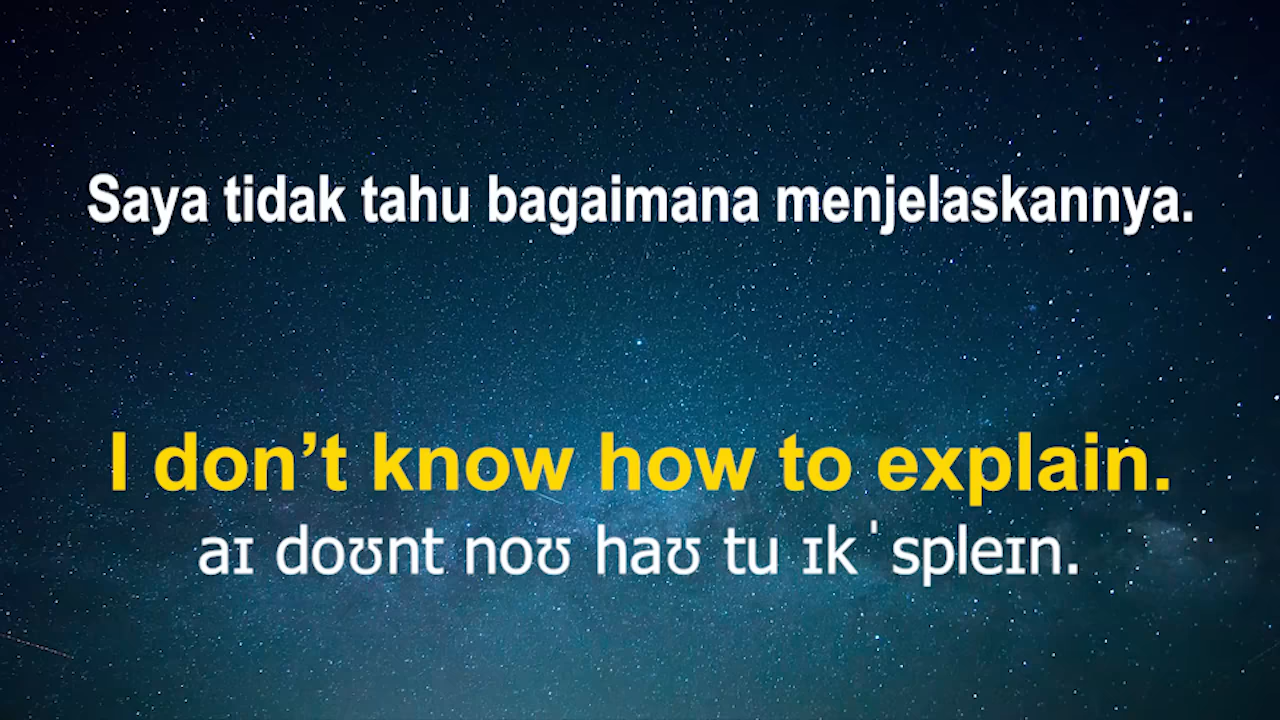 Saya tidak tahu bagaimana menjelaskannya.
I don’t know how to explain.
aɪ doʊnt noʊ haʊ tu ɪkˈspleɪn.